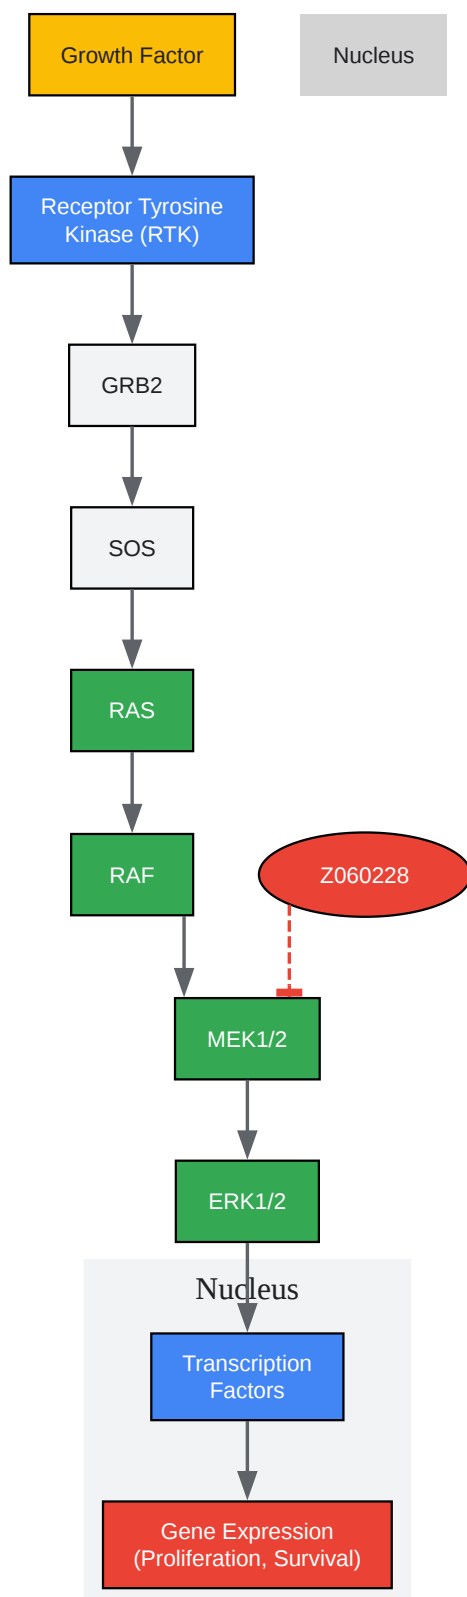 Growth Factor
Nucleus
Receptor Tyrosine
Kinase (RTK)
GRB2
SOS
RAS
RAF
Z060228
MEK1/2
ERK1/2
Nucleus
Transcription
Factors
Gene Expression
(Proliferation, Survival)